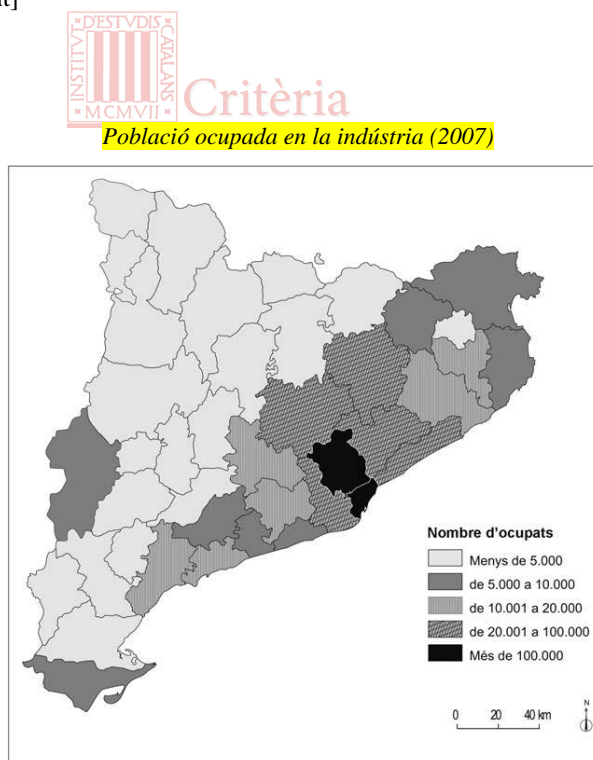 t]
INSTITVT
D'ESTVDIS
CATALANS
MCMVII
Critèria
Població ocupada en la indústria (2007)
Nombre d'ocupats
Menys de 5.000
de 5.000 a 10.000
de 10.001 a 20.000
de 20.001 a 100.000
Més de 100.000
0 20 40 km
N